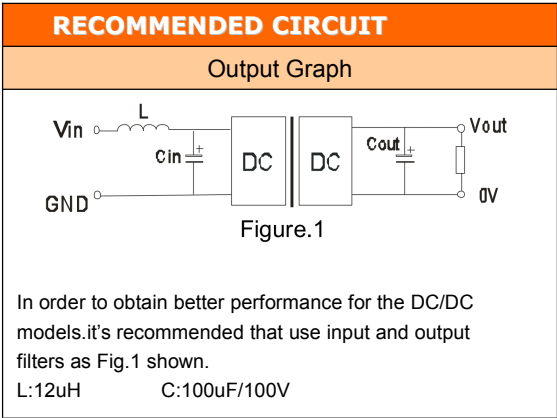 RECOMMENDED CIRCUIT
Output Graph
L
Vin
Cin
+
DC
DC
Cout
+
Vout
GND
0V
Figure.1
In order to obtain better performance for the DC/DC
models.it's recommended that use input and output
filters as Fig.1 shown.
L:12uH C:100uF/100V